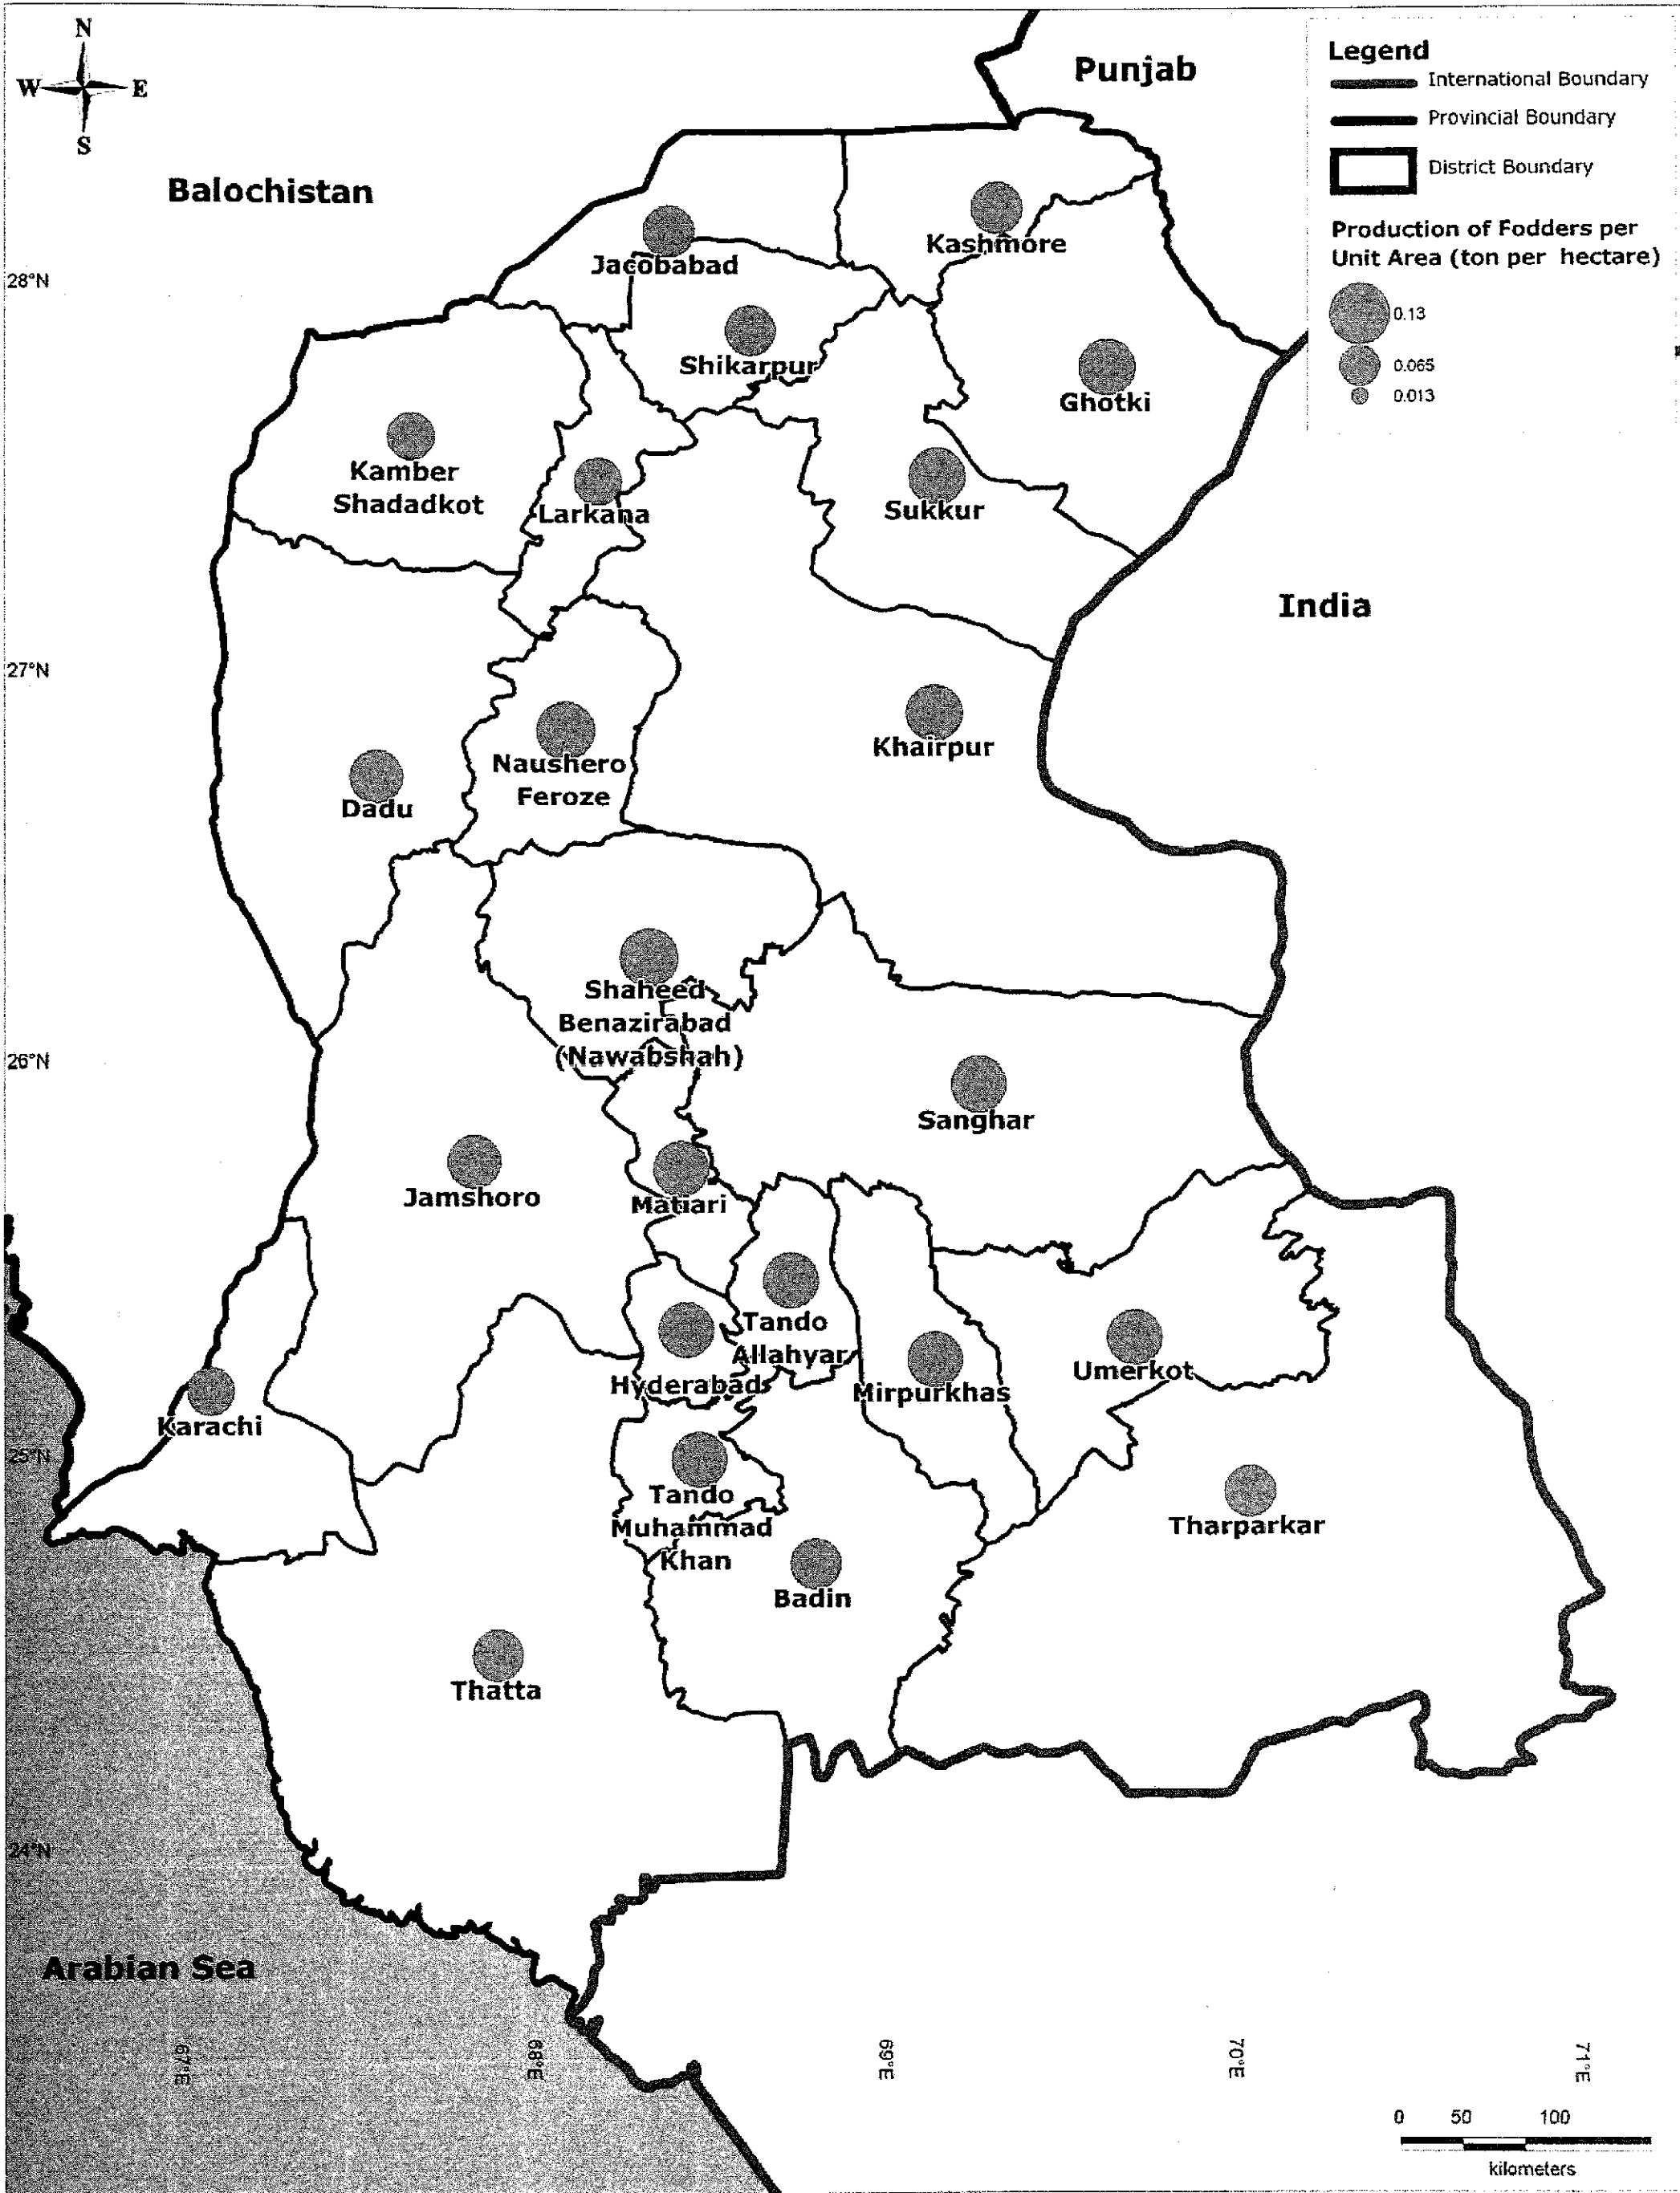 N
W E
S
Punjab
Balochistan
Legend
International Boundary
Provincial Boundary
District Boundary
Production of Fodders per
Unit Area (ton per hectare)
0.13
0.065
0.013
28°N
Jacobabad
Kashmore
Shikarpur
Ghotki
Kamber
Shadadkot
Larkana
Sukkur
India
27°N
Khairpur
Naushero
Feroze
Dadu
Shaheed
Benazirabad
(Nawabshah)
26°N
Sanghar
Jamshoro
Matiari
Tando
Allahyar
Hyderabad
Mirpurkhas
Umerkot
Karachi
25°N
Tando
Muhammad
Khan
Tharparkar
Badin
Thatta
24°N
Arabian Sea
67°E
68°E
69°E
70°E
71°E
0 50 100
kilometers